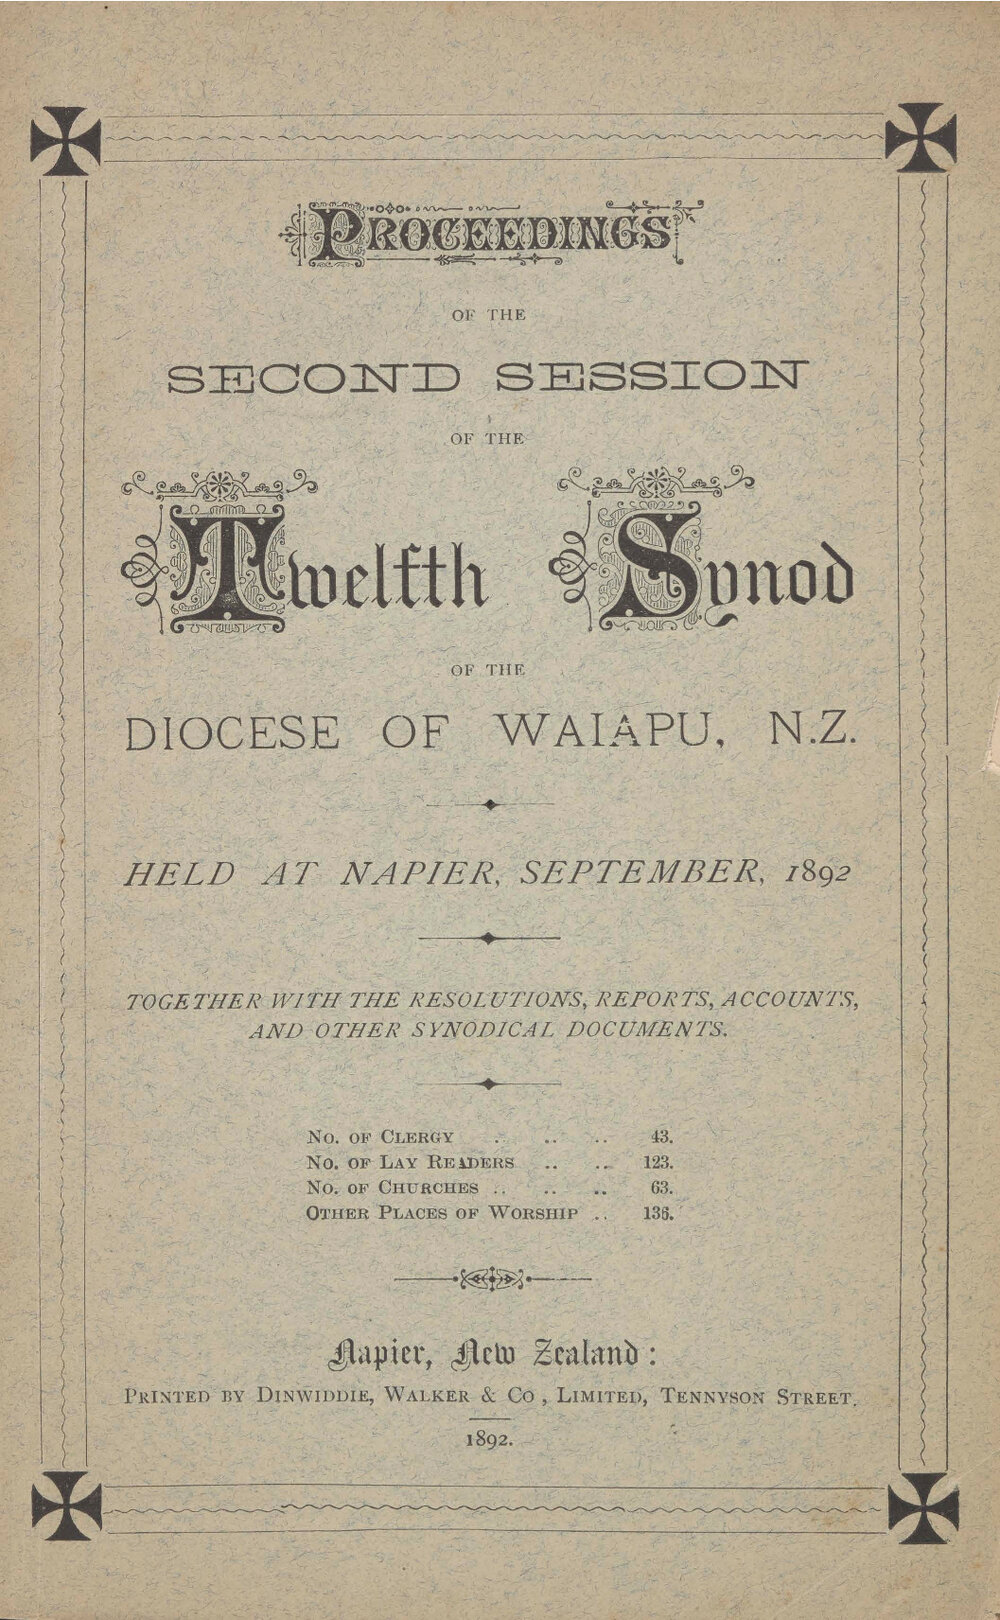 PROCEEDINGS
OF THE
SECOND SESSION
OF THE
Twelfth Synod
OF THE
DIOCESE OF WAIAPU, N.Z.
HELD AT NAPIER, SEPTEMBER, 1892
TOGETHER WITH THE RESOLUTIONS, REPORTS, ACCOUNTS,
AND OTHER SYNODICAL DOCUMENTS.
NO. OF CLERGY .. .. .. 43.
NO. OF LAY READERS .. .. 123.
NO. OF CHURCHES .. .. .. 63.
OTHER PLACES OF WORSHIP .. 136.
Napier, New Zealand:
PRINTED BY DINWIDDIE, WALKER & CO, LIMITED, TENNYSON STREET.
1892.